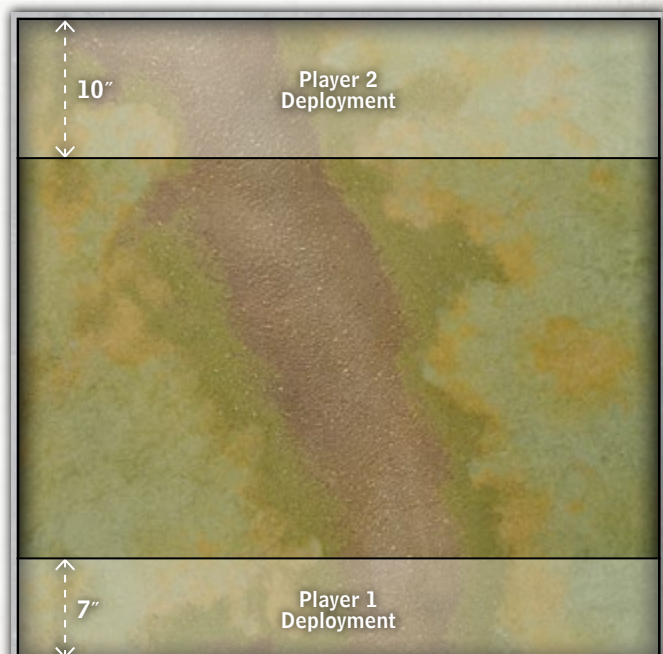 10″
Player 2
Deployment
7″
Player 1
Deployment